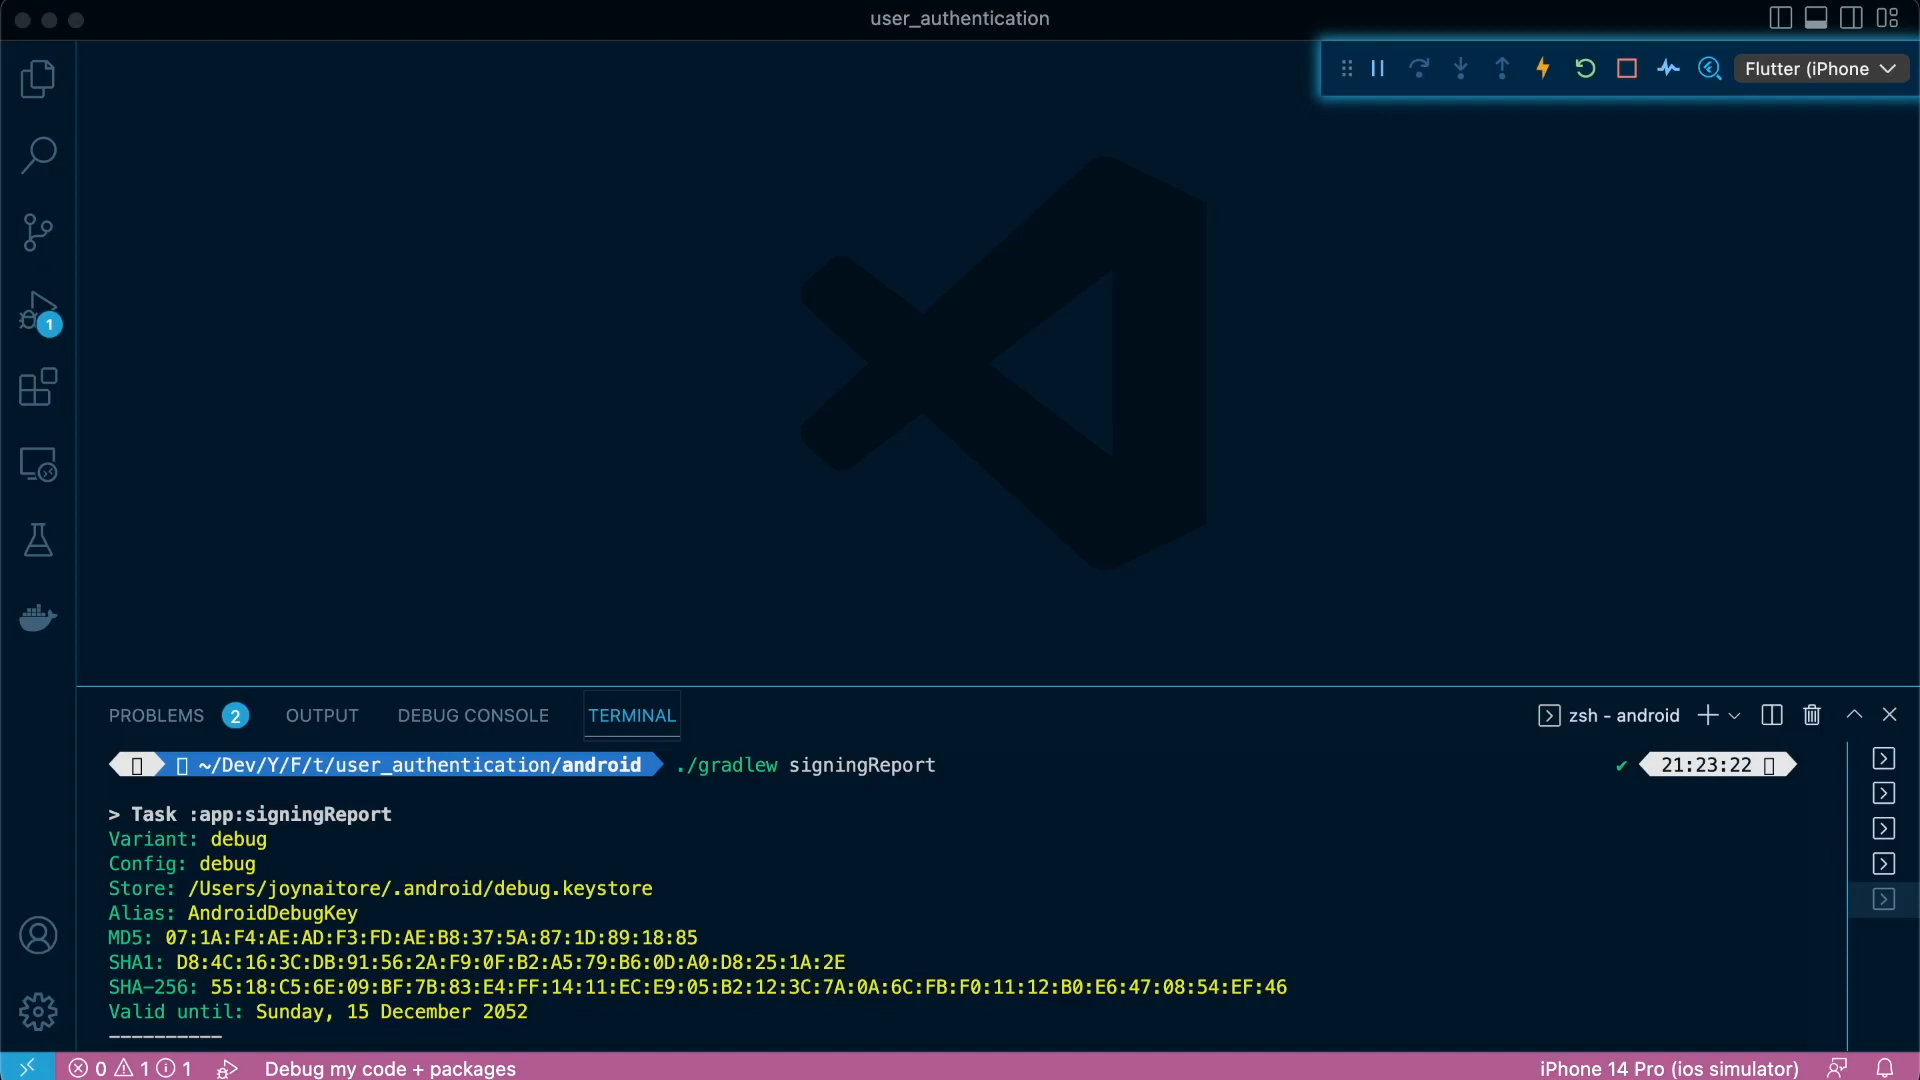 user_authentication
Flutter (iPhone
1
PROBLEMS 2 OUTPUT DEBUG CONSOLE TERMINAL zsh - android
~/Dev/Y/F/t/user_authentication/android ./gradlew signingReport ✔ 21:23:22
> Task :app:signingReport
Variant: debug
Config: debug
Store: /Users/joynaitore/.android/debug.keystore
Alias: AndroidDebugKey
MD5: 07:1A:F4:AE:AD:F3:FD:AE:B8:37:5A:87:1D:89:18:85
SHA1: D8:4C:16:3C:DB:91:56:2A:F9:0F:B2:A5:79:B6:0D:A0:D8:25:1A:2E
SHA-256: 55:18:C5:6E:09:BF:7B:83:E4:FF:14:11:EC:E9:05:B2:12:3C:7A:0A:6C:FB:F0:11:12:B0:E6:47:08:54:EF:46
Valid until: Sunday, 15 December 2052
----------
0 1 1 Debug my code + packages iPhone 14 Pro (ios simulator)